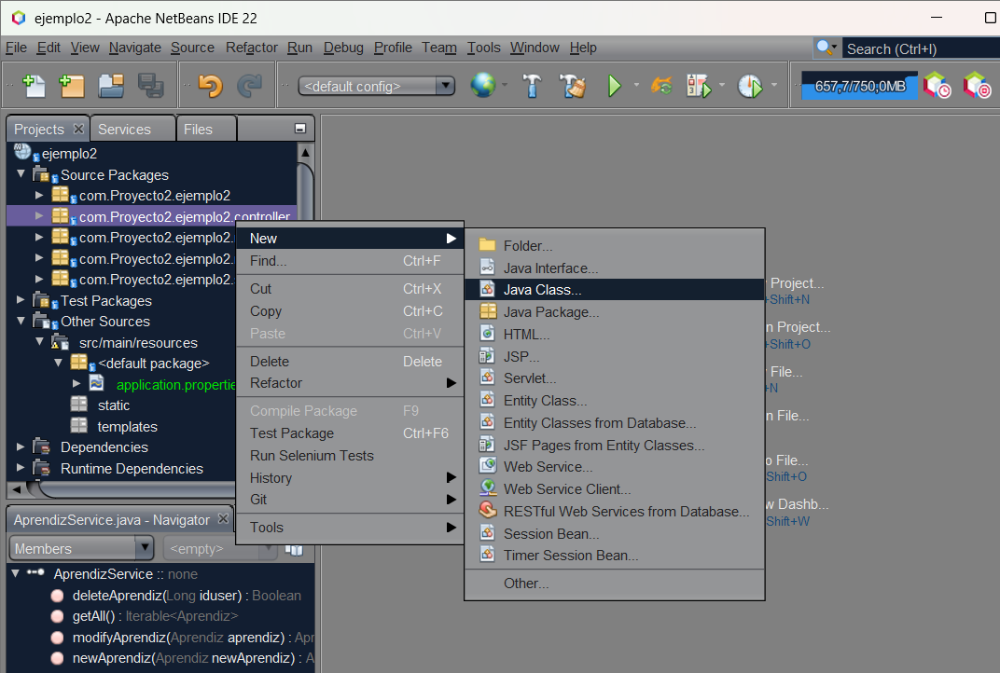 ejemplo2 - Apache NetBeans IDE 22
File Edit View Navigate Source Refactor Run Debug Profile Team Tools Window Help
Search (Ctrl+I)
<default config>
657,7/750,0MB
Projects
Services
Files
ejemplo2
Source Packages
com.Proyecto2.ejemplo2
com.Proyecto2.ejemplo2.controller
com.Proyecto2.ejemplo2.
com.Proyecto2.ejemplo2.
com.Proyecto2.ejemplo2.
Test Packages
Other Sources
src/main/resources
<default package>
application.propertie
static
templates
Dependencies
Runtime Dependencies
New
Find... Ctrl+F
Cut Ctrl+X
Copy Ctrl+C
Paste Ctrl+V
Delete Delete
Refactor
Compile Package F9
Test Package Ctrl+F6
Run Selenium Tests
History
Git
Tools
Folder...
Java Interface...
Java Class...
Java Package...
HTML...
JSP...
Servlet...
Entity Class...
Entity Classes from Database...
JSF Pages from Entity Classes...
Web Service...
Web Service Client...
RESTful Web Services from Database...
Session Bean...
Timer Session Bean...
Other...
Project...
+Shift+N
n Project...
+Shift+O
File...
+N
n File...
o File...
Shift+O
w Dashb...
Shift+W
AprendizService.java - Navigator
Members
<empty>
AprendizService :: none
deleteAprendiz(Long iduser) : Boolean
getAll() : Iterable<Aprendiz>
modifyAprendiz(Aprendiz aprendiz) : Apr
newAprendiz(Aprendiz newAprendiz) : A